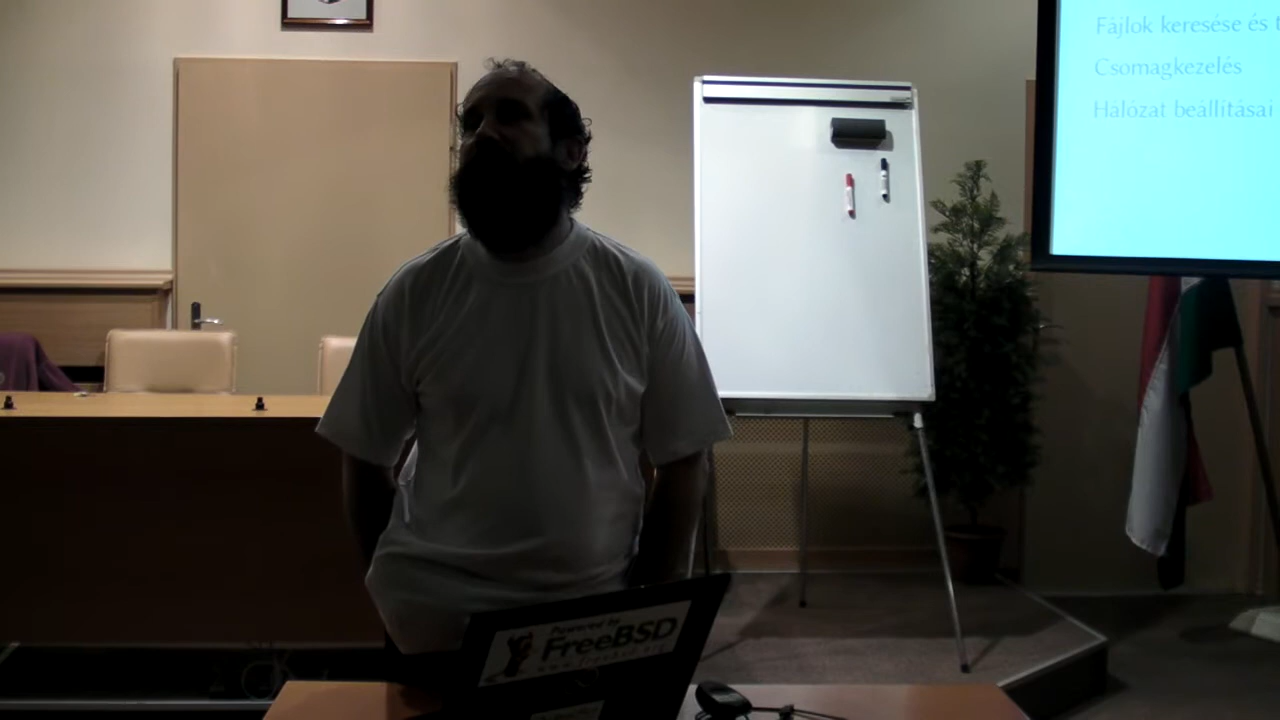 Fájlok keresése és
Csomagkezelés
Hálózat beállításai
Powered by
FreeBSD